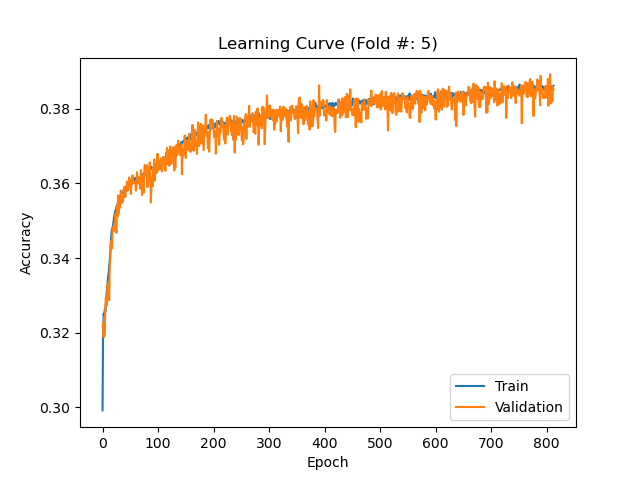 Learning Curve (Fold #: 5)
Accuracy
0.38
0.36
0.34
0.32
0.30
0 100 200 300 400 500 600 700 800
Epoch
Train
Validation